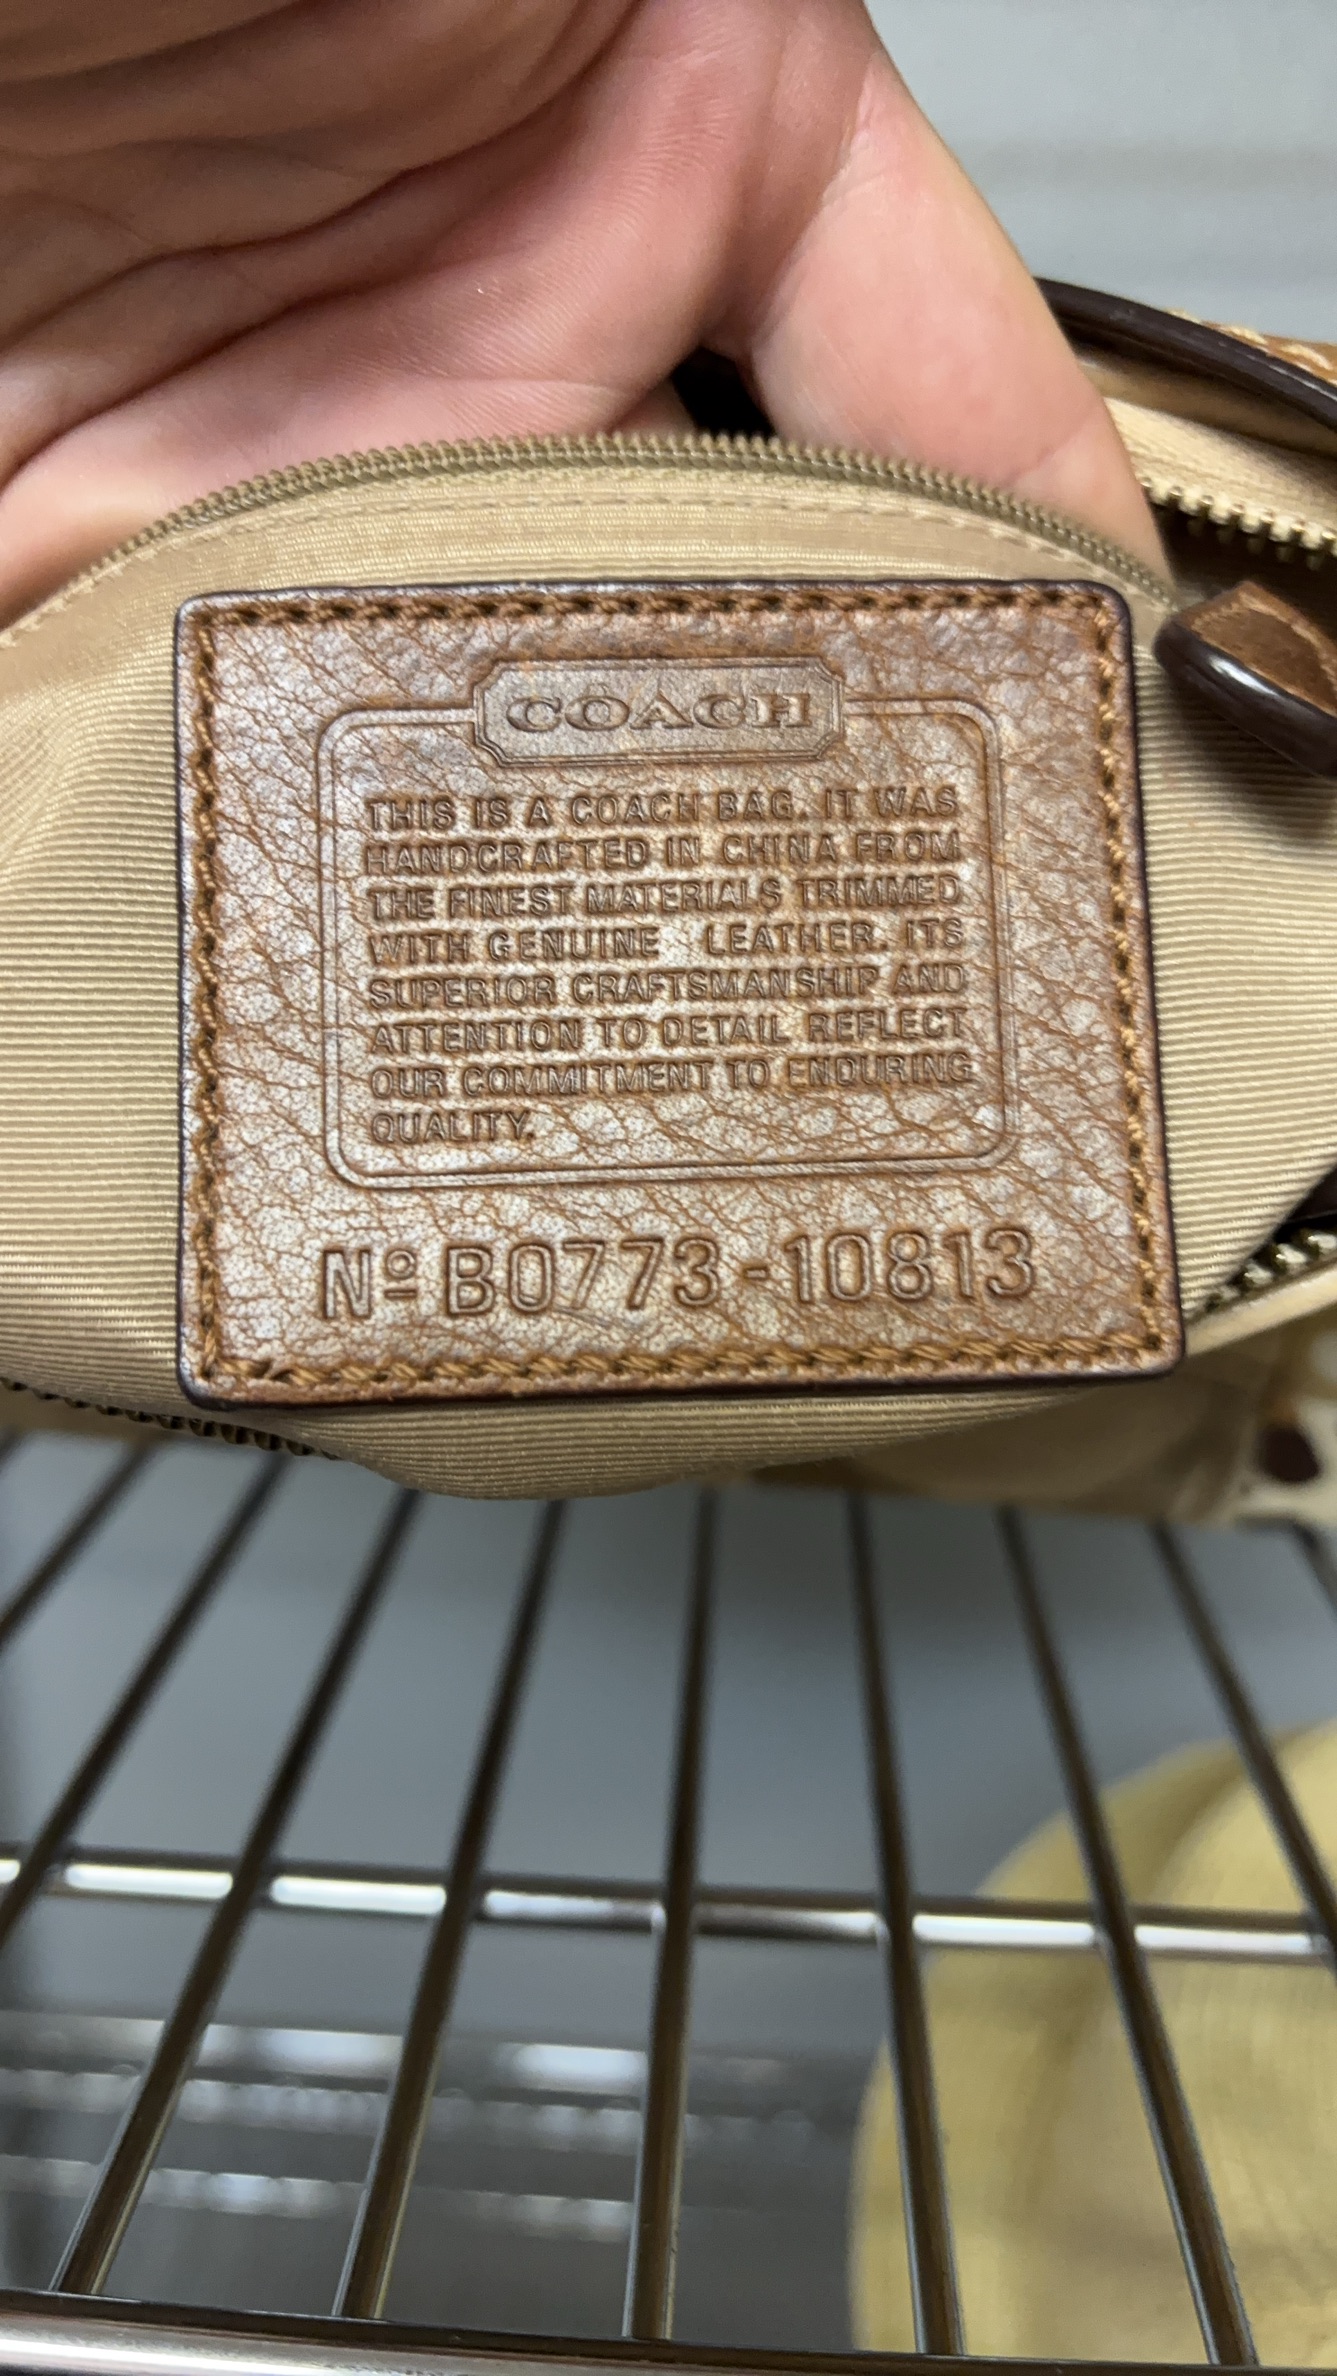 COACH
THIS IS A COACH BAG. IT WAS
HANDCRAFTED IN CHINA FROM
THE FINEST MATERIALS TRIMMED
WITH GENUINE LEATHER. ITS
SUPERIOR CRAFTSMANSHIP AND
ATTENTION TO DETAIL REFLECT
OUR COMMITMENT TO ENDURING
QUALITY.
Nº B0773-10813